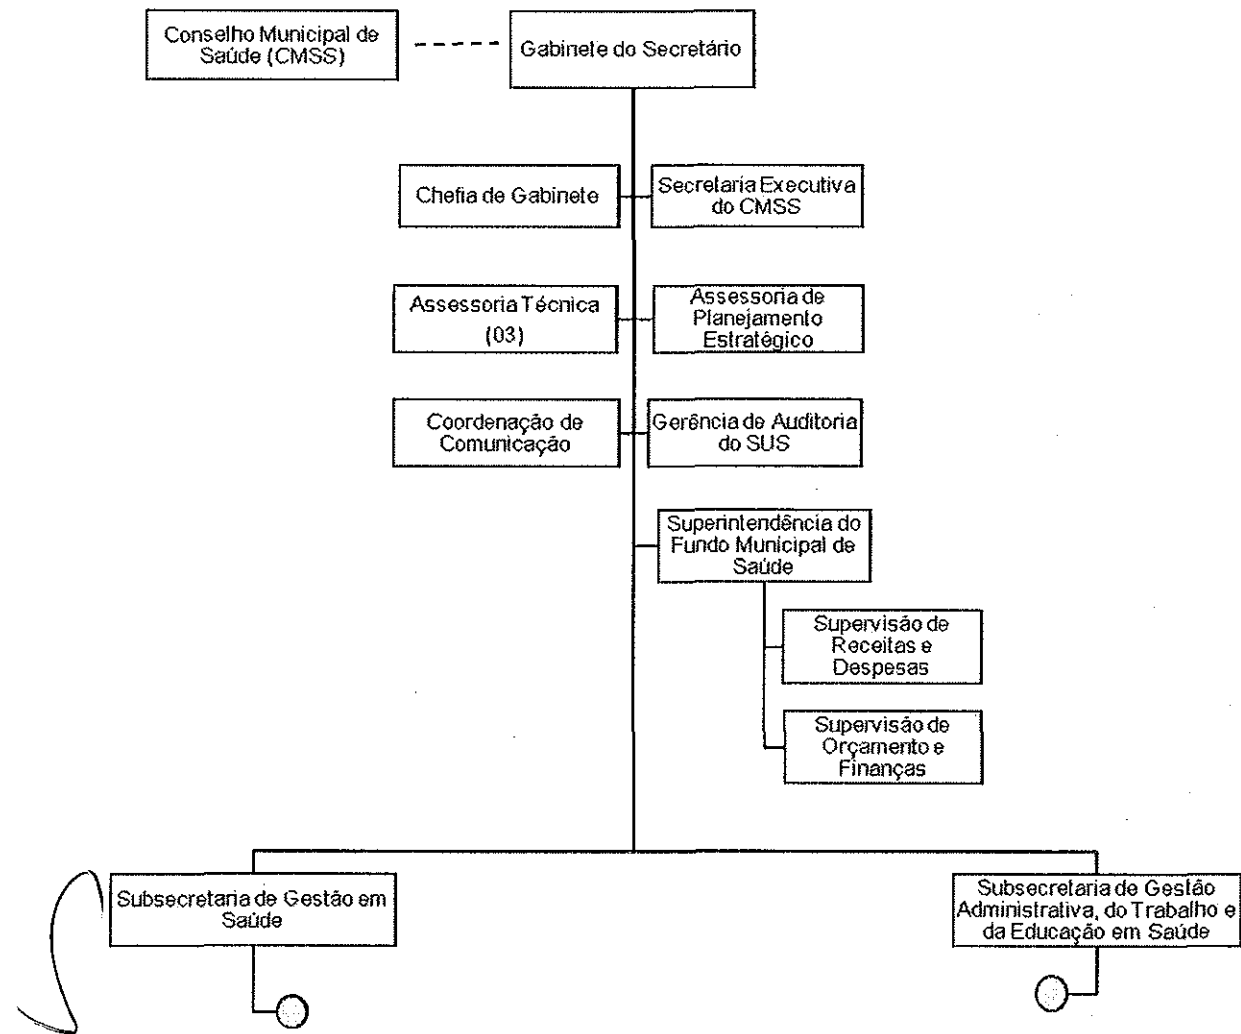 Conselho Municipal de
Saúde (CMSS)
Gabinete do Secretário
Chefia de Gabinete
Secretaria Executiva
do CMSS
Assessoria Técnica
(03)
Assessoria de
Planejamento
Estratégico
Coordenação de
Comunicação
Gerência de Auditoria
do SUS
Superintendência do
Fundo Municipal de
Saúde
Supervisão de
Receitas e
Despesas
Supervisão de
Orçamento e
Finanças
Subsecretaria de Gestão em
Saúde
Subsecretaria de Gestão
Administrativa, do Trabalho e
da Educação em Saúde